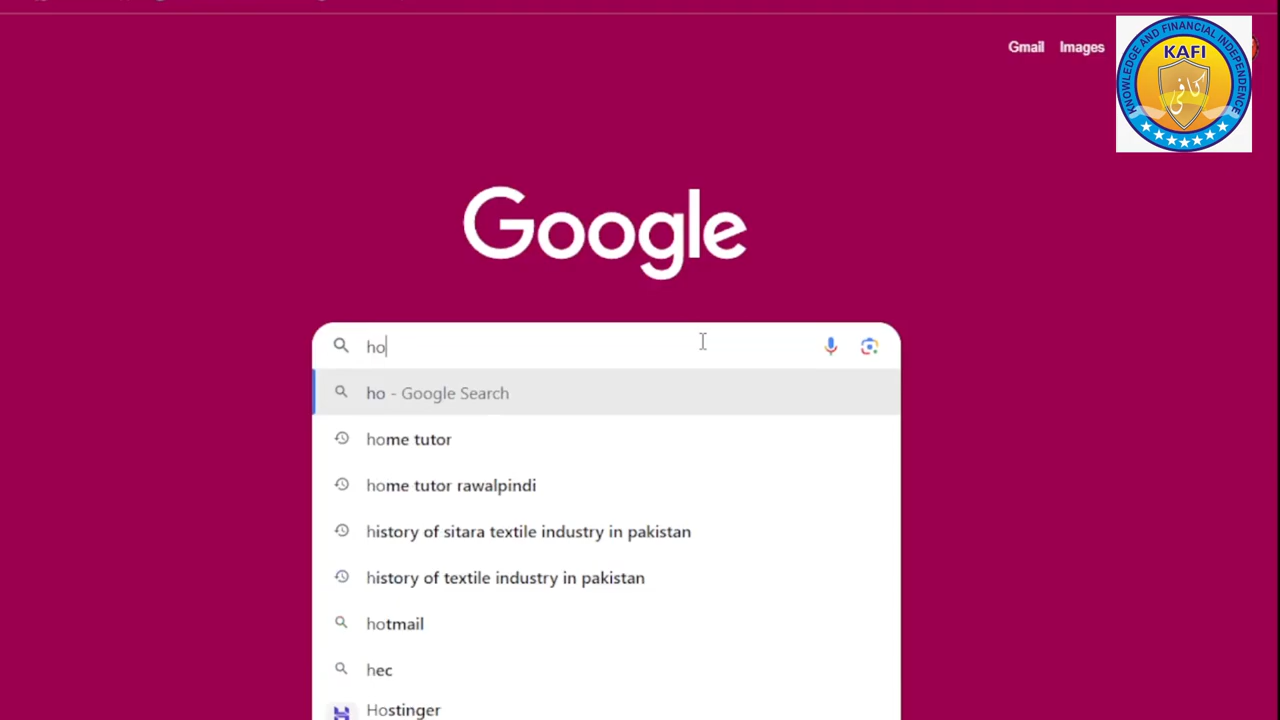 Gmail Images
KNOWLEDGE AND FINANCIAL INDEPENDENCE
KAFI
کافی
Google
ho
ho - Google Search
home tutor
home tutor rawalpindi
history of sitara textile industry in pakistan
history of textile industry in pakistan
hotmail
hec
Hostinger